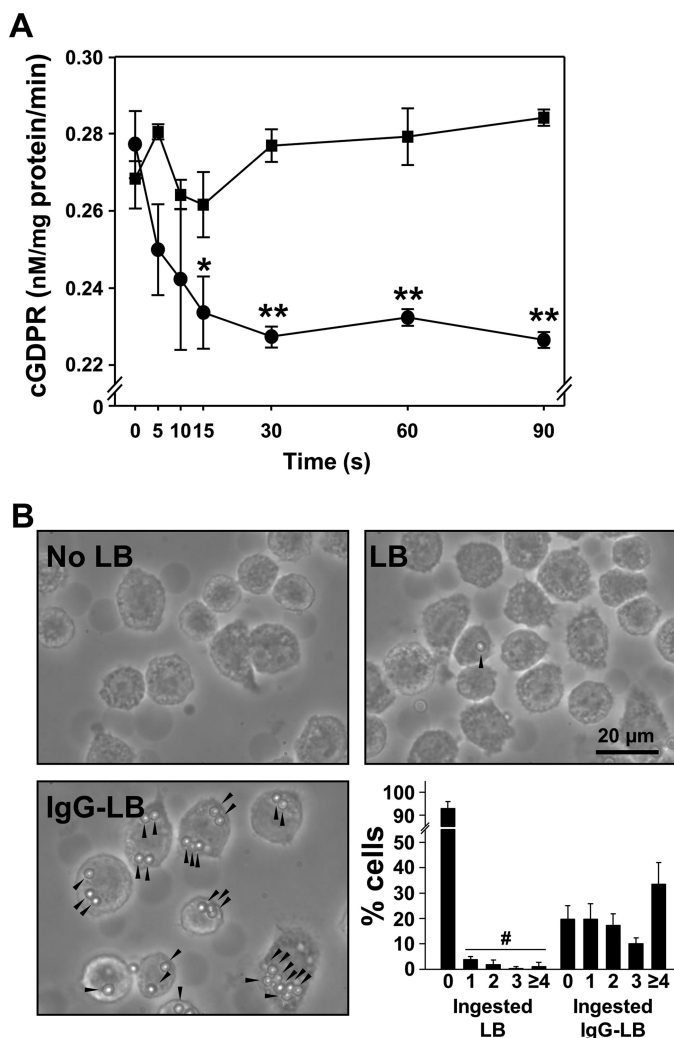 A
cGDPR (nM/mg protein/min)
0.30
0.28
0.26
0.24
0.22
0
*
**
**
**
0 5 10 15 30 60 90
Time (s)
B
No LB
LB
20 μm
IgG-LB
% cells
100
90
50
40
30
20
10
0
#
0 1 2 3 ≥4 0 1 2 3 ≥4
Ingested Ingested
LB IgG-LB